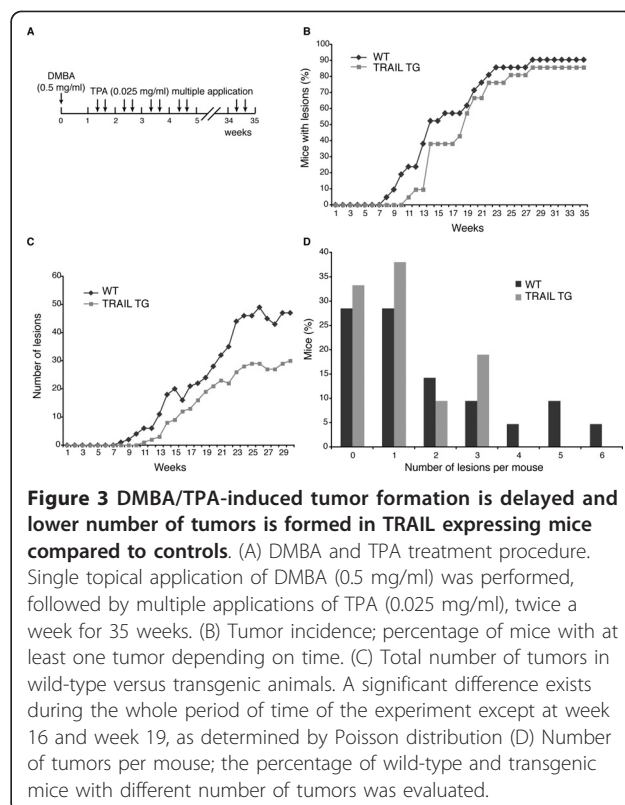 A
DMBA
(0.5 mg/ml)
TPA (0.025 mg/ml) multiple application
0 1 2 3 4 5 34 35
weeks
B
WT
TRAIL TG
Mice with lesions (%)
100
90
80
70
60
50
40
30
20
10
0
1 3 5 7 9 11 13 15 17 19 21 23 25 27 29 31 33 35
Weeks
C
WT
TRAIL TG
Number of lesions
60
50
40
30
20
10
0
1 3 5 7 9 11 13 15 17 19 21 23 25 27 29
Weeks
D
WT
TRAIL TG
Mice (%)
40
35
30
25
20
15
10
5
0
0 1 2 3 4 5 6
Number of lesions per mouse
Figure 3 DMBA/TPA-induced tumor formation is delayed and
lower number of tumors is formed in TRAIL expressing mice
compared to controls. (A) DMBA and TPA treatment procedure.
Single topical application of DMBA (0.5 mg/ml) was performed,
followed by multiple applications of TPA (0.025 mg/ml), twice a
week for 35 weeks. (B) Tumor incidence; percentage of mice with at
least one tumor depending on time. (C) Total number of tumors in
wild-type versus transgenic animals. A significant difference exists
during the whole period of time of the experiment except at week
16 and week 19, as determined by Poisson distribution (D) Number
of tumors per mouse; the percentage of wild-type and transgenic
mice with different number of tumors was evaluated.